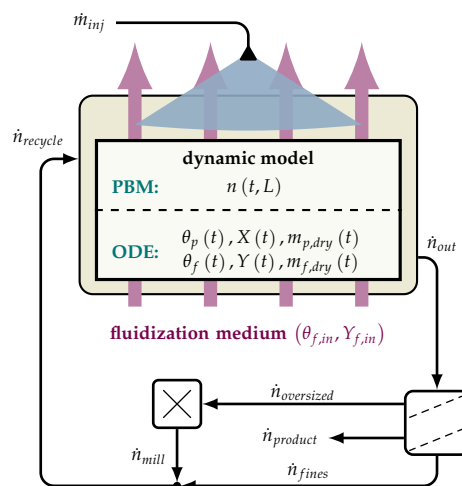 ṁ_inj
ṅ_recycle
dynamic model
PBM: n (t, L)
θ_p (t) , X (t) , m_p,dry (t)
ODE:
θ_f (t) , Y (t) , m_f,dry (t)
ṅ_out
fluidization medium (θ_f,in, Y_f,in)
ṅ_oversized
ṅ_product
ṅ_mill
ṅ_fines